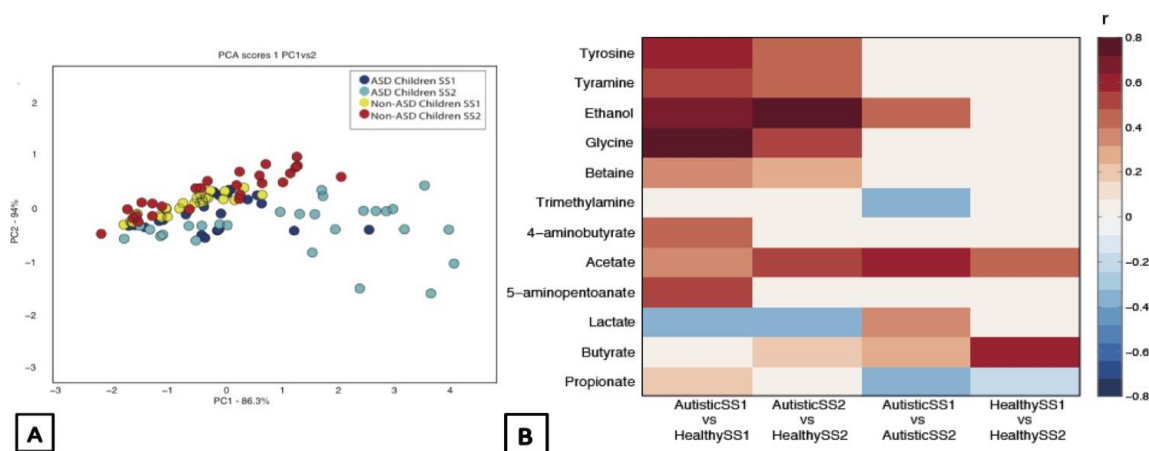 PCA scores 1 PC1vs2
ASD Children SS1
ASD Children SS2
Non-ASD Children SS1
Non-ASD Children SS2
2
1
0
−1
−2
−3
PC2 - 94%
−3 −2 −1 0 1 2 3 4
PC1 - 86.3%
A
r
Tyrosine
Tyramine
Ethanol
Glycine
Betaine
Trimethylamine
4−aminobutyrate
Acetate
5−aminopentoanate
Lactate
Butyrate
Propionate
0.8
0.6
0.4
0.2
0
−0.2
−0.4
−0.6
−0.8
AutisticSS1
vs
HealthySS1
AutisticSS2
vs
HealthySS2
AutisticSS1
vs
AutisticSS2
HealthySS1
vs
HealthySS2
B